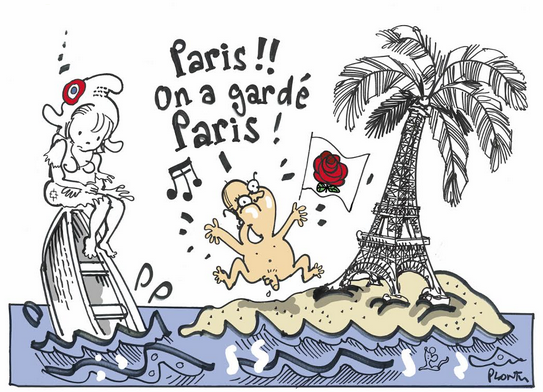 Paris !!
On a gardé
Paris !
PLANTU